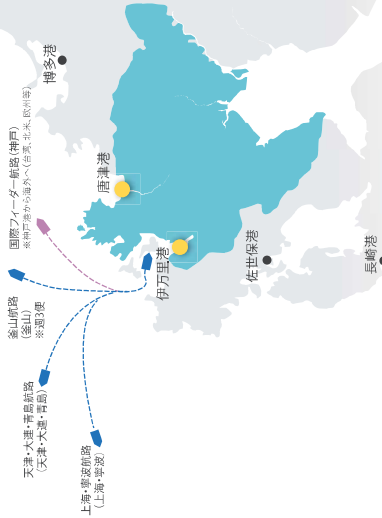 博多港
国際フィーダー航路(神戸)
※神戸港から海外へ(台湾、北米、欧州等)
唐津港
伊万里港
佐世保港
長崎港
釜山航路
(釜山)
※週3便
天津・大連・青島航路
(天津・大連・青島)
上海・寧波航路
(上海・寧波)